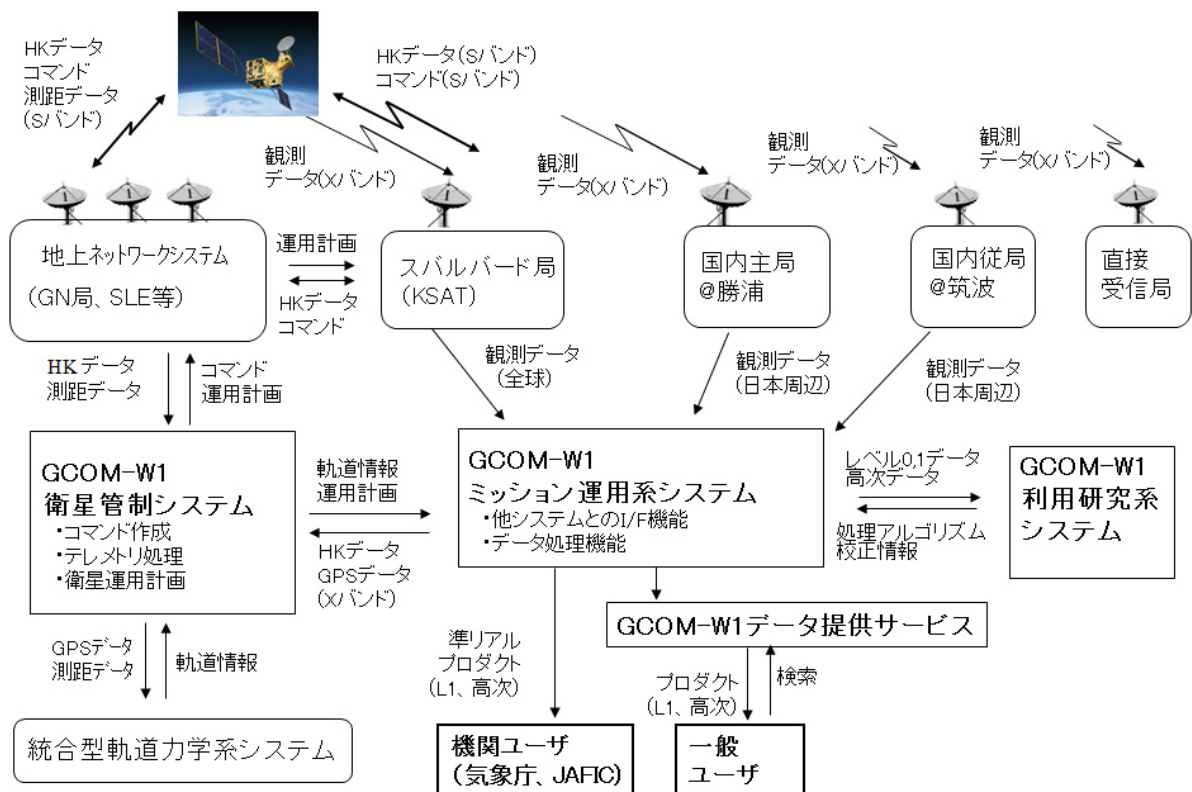 HKデータ
コマンド
測距データ
(Sバンド)
HKデータ(Sバンド)
コマンド(Sバンド)
観測
データ(Xバンド)
観測
データ(Xバンド)
観測
データ(Xバンド)
観測
データ(Xバンド)
地上ネットワークシステム
(GN局、SLE等)
運用計画
HKデータ
コマンド
スバルバード局
(KSAT)
国内主局
@勝浦
国内従局
@筑波
直接
受信局
HKデータ
測距データ
コマンド
運用計画
観測データ
(全球)
観測データ
(日本周辺)
観測データ
(日本周辺)
GCOM-W1
衛星管制システム
・コマンド作成
・テレメトリ処理
・衛星運用計画
軌道情報
運用計画
HKデータ
GPSデータ
(Xバンド)
GCOM-W1
ミッション運用系システム
・他システムとのI/F機能
・データ処理機能
レベル0,1データ
高次データ
処理アルゴリズム
校正情報
GCOM-W1
利用研究系
システム
GCOM-W1データ提供サービス
GPSデータ
測距データ
軌道情報
準リアル
プロダクト
(L1、高次)
プロダクト
(L1、高次)
検索
統合型軌道力学系システム
機関ユーザ
(気象庁、JAFIC)
一般
ユーザ